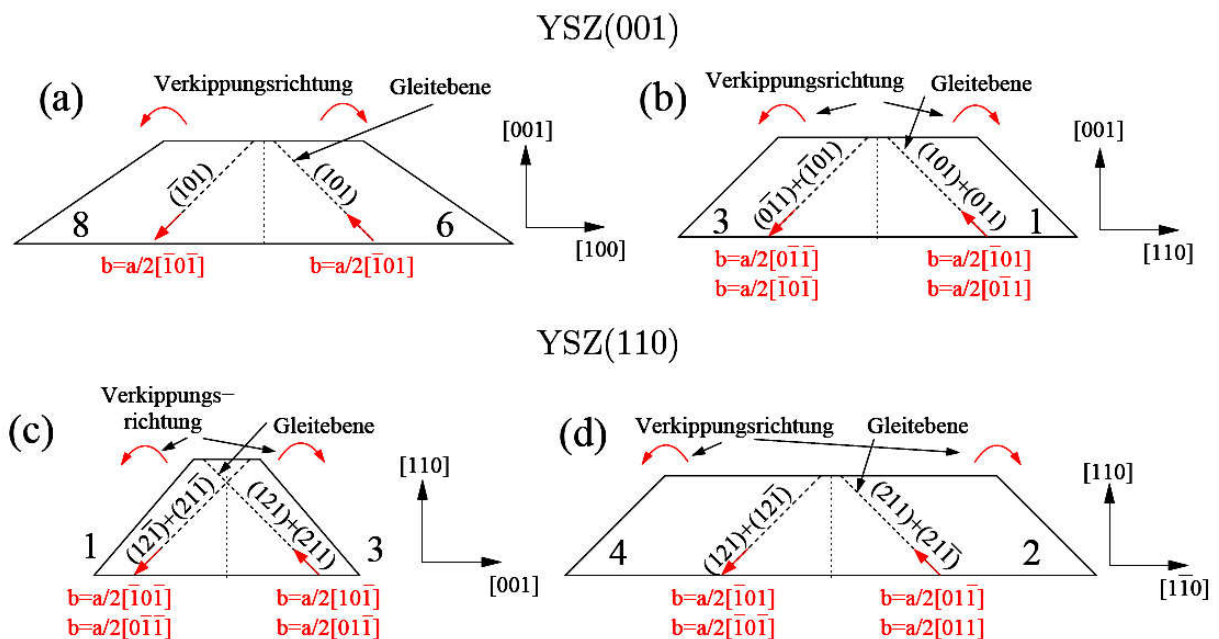 YSZ(001)
(a)
Verkippungsrichtung
Gleitebene
(1̅01)
(101)
8
6
b=a/2[1̅01̅]
b=a/2[1̅01]
[001]
[100]
(b)
Verkippungsrichtung
Gleitebene
(01̅1)+(1̅01)
(101)+(011)
3
1
b=a/2[01̅1̅]
b=a/2[1̅01̅]
b=a/2[1̅01]
b=a/2[01̅1]
[001]
[110]
YSZ(110)
(c)
Verkippungs−
richtung
Gleitebene
(121̅)+(211̅)
(121)+(211)
1
3
b=a/2[1̅01̅]
b=a/2[01̅1̅]
b=a/2[101̅]
b=a/2[011̅]
[110]
[001]
(d)
Verkippungsrichtung
Gleitebene
(121)+(121̅)
(211)+(211̅)
4
2
b=a/2[1̅01]
b=a/2[1̅01̅]
b=a/2[011̅]
b=a/2[011]
[110]
[11̅0]